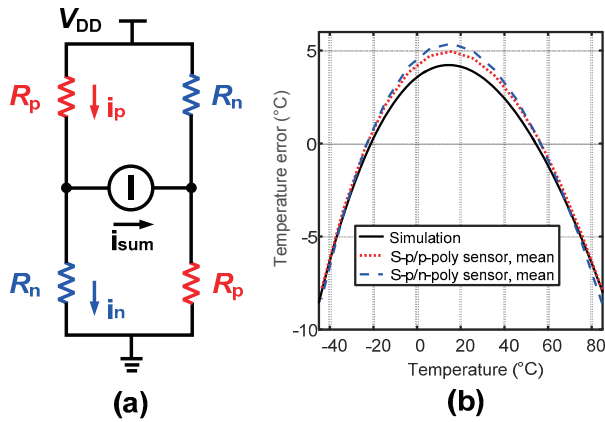 VDD
Rp
ip
Rn
I
isum
Rn
in
Rp
(a)
Temperature error (°C)
5
0
-5
-10
Simulation
S-p/p-poly sensor, mean
S-p/n-poly sensor, mean
-40 -20 0 20 40 60 80
Temperature (°C)
(b)